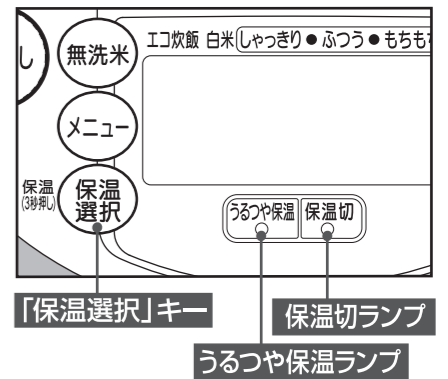 し
無洗米
エコ炊飯 白米(しゃっきり●ふつう●もちも
メニュー
保温
(3秒押し)
保温
選択
うるつや保温
保温切
「保温選択」キー
保温切ランプ
うるつや保温ランプ